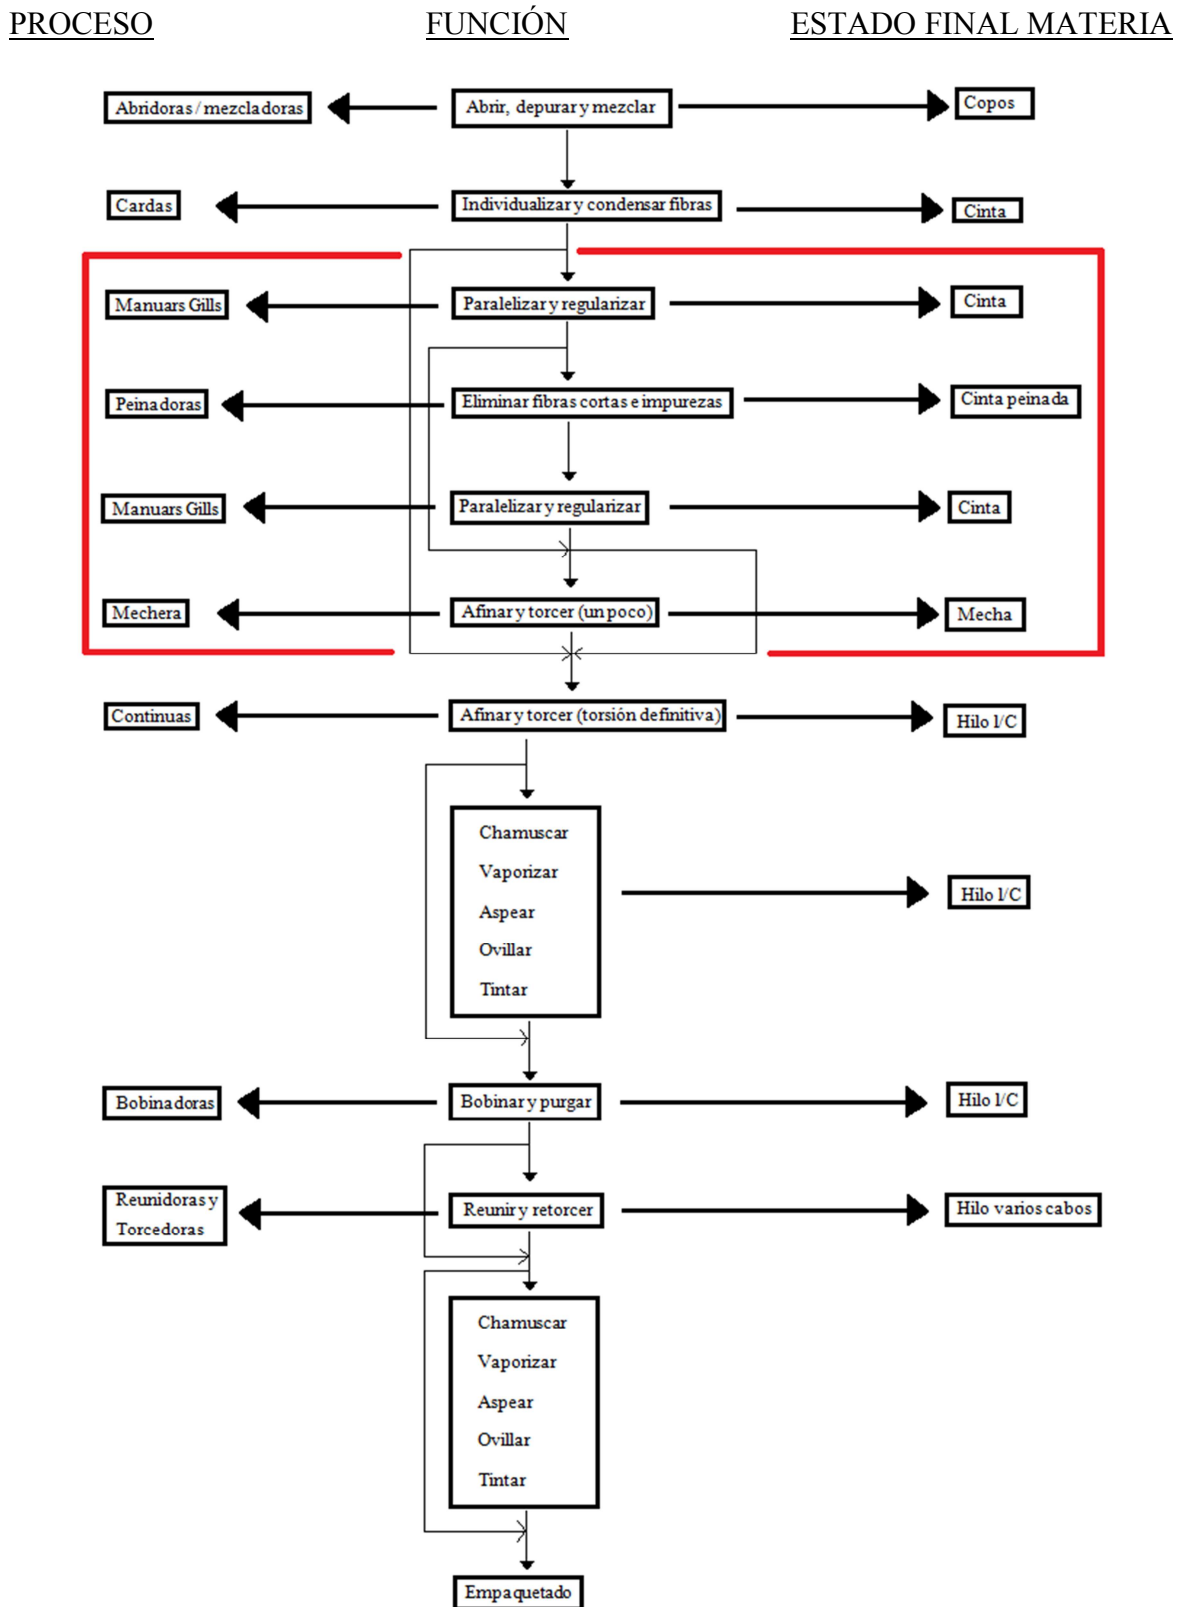 PROCESO FUNCIÓN ESTADO FINAL MATERIA
Abridoras / mezcladoras Abrir, depurar y mezclar Copos
Cardas Individualizar y condensar fibras Cinta
Manuars Gills Paralelizar y regularizar Cinta
Peinadoras Eliminar fibras cortas e impurezas Cinta peinada
Manuars Gills Paralelizar y regularizar Cinta
Mechera Afinar y torcer (un poco) Mecha
Continuas Afinar y torcer (torsión definitiva) Hilo 1/C
Chamuscar
Vaporizar
Aspear Hilo 1/C
Ovillar
Tintar
Bobinadoras Bobinar y purgar Hilo 1/C
Reunidoras y
Torcedoras Reunir y retorcer Hilo varios cabos
Chamuscar
Vaporizar
Aspear
Ovillar
Tintar
Empaquetado